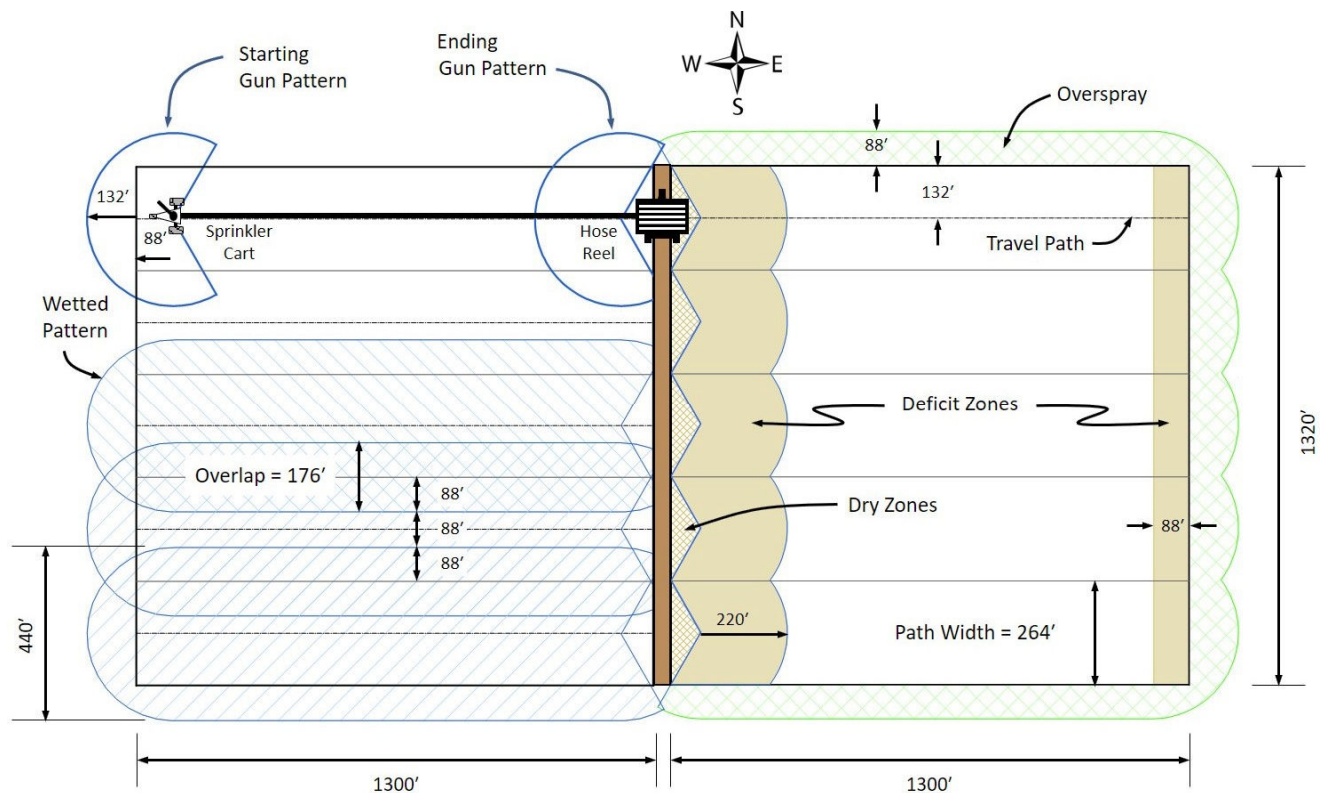 N
W
E
S
Starting
Gun Pattern
Ending
Gun Pattern
Overspray
88′
132′
132′
88′
Sprinkler
Cart
Hose
Reel
Travel Path
Wetted
Pattern
Overlap = 176′
88′
88′
88′
Deficit Zones
Dry Zones
88′
1320′
440′
220′
Path Width = 264′
1300′
1300′